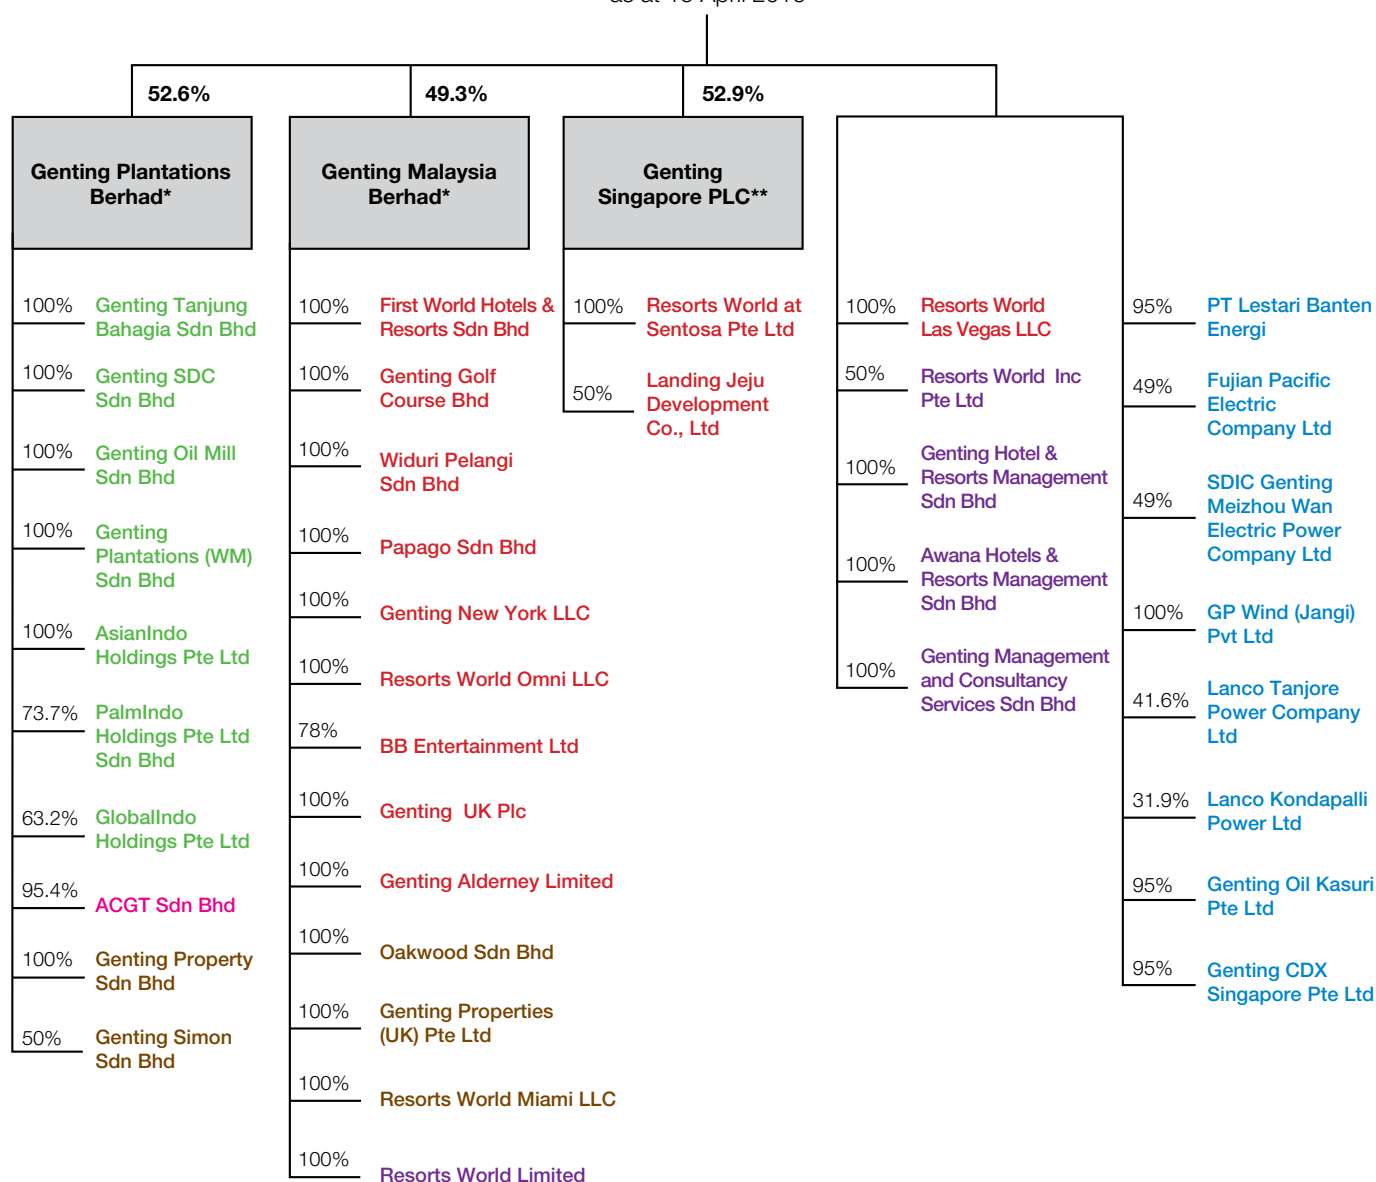 52.6%
49.3%
52.9%
Genting Plantations
Berhad*
Genting Malaysia
Berhad*
Genting
Singapore PLC**
100%
Genting Tanjung
Bahagia Sdn Bhd
100%
Genting SDC
Sdn Bhd
100%
Genting Oil Mill
Sdn Bhd
100%
Genting
Plantations (WM)
Sdn Bhd
100%
AsianIndo
Holdings Pte Ltd
73.7%
PalmIndo
Holdings Pte Ltd
Sdn Bhd
63.2%
GlobalIndo
Holdings Pte Ltd
95.4%
ACGT Sdn Bhd
100%
Genting Property
Sdn Bhd
50%
Genting Simon
Sdn Bhd
100%
First World Hotels &
Resorts Sdn Bhd
100%
Genting Golf
Course Bhd
100%
Widuri Pelangi
Sdn Bhd
100%
Papago Sdn Bhd
100%
Genting New York LLC
100%
Resorts World Omni LLC
78%
BB Entertainment Ltd
100%
Genting UK Plc
100%
Genting Alderney Limited
100%
Oakwood Sdn Bhd
100%
Genting Properties
(UK) Pte Ltd
100%
Resorts World Miami LLC
100%
Resorts World Limited
100%
Resorts World at
Sentosa Pte Ltd
50%
Landing Jeju
Development
Co., Ltd
100%
Resorts World
Las Vegas LLC
50%
Resorts World Inc
Pte Ltd
100%
Genting Hotel &
Resorts Management
Sdn Bhd
100%
Awana Hotels &
Resorts Management
Sdn Bhd
100%
Genting Management
and Consultancy
Services Sdn Bhd
95%
PT Lestari Banten
Energi
49%
Fujian Pacific
Electric
Company Ltd
49%
SDIC Genting
Meizhou Wan
Electric Power
Company Ltd
100%
GP Wind (Jangi)
Pvt Ltd
41.6%
Lanco Tanjore
Power Company
Ltd
31.9%
Lanco Kondapalli
Power Ltd
95%
Genting Oil Kasuri
Pte Ltd
95%
Genting CDX
Singapore Pte Ltd